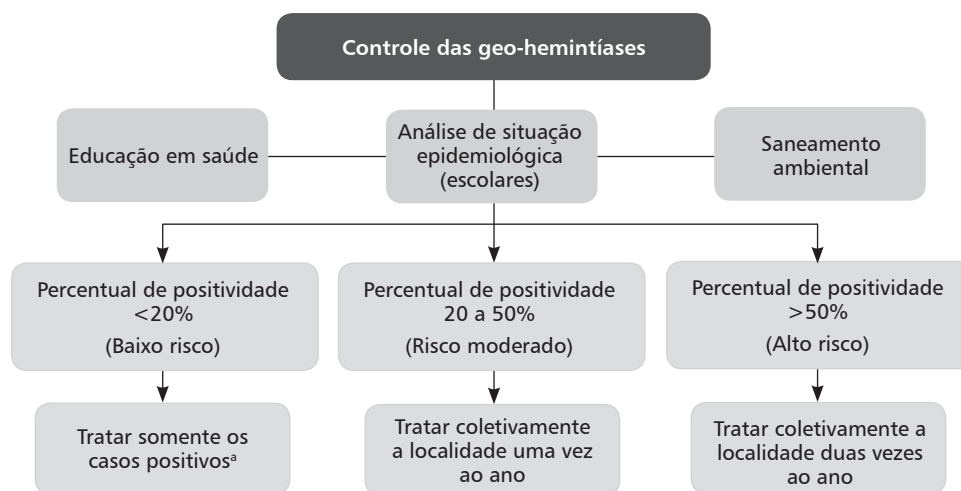 Controle das geo-hemintíases
Educação em saúde
Análise de situação
epidemiológica
(escolares)
Saneamento
ambiental
Percentual de positividade
<20%
(Baixo risco)
Percentual de positividade
20 a 50%
(Risco moderado)
Percentual de positividade
>50%
(Alto risco)
Tratar somente os
casos positivosᵃ
Tratar coletivamente
a localidade uma vez
ao ano
Tratar coletivamente a
localidade duas vezes
ao ano